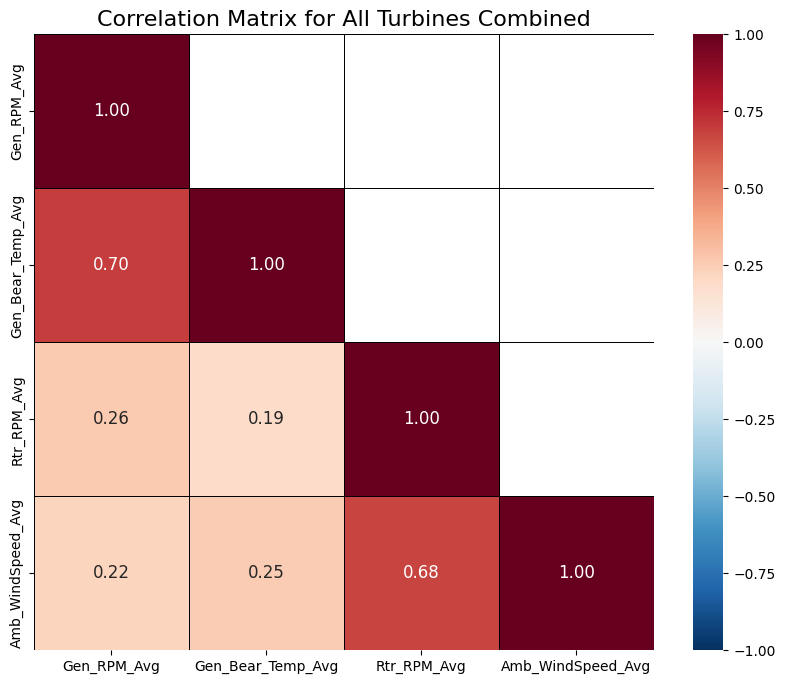 Correlation Matrix for All Turbines Combined
Gen_RPM_Avg
1.00
1.00
Gen_Bear_Temp_Avg
0.70
1.00
0.75
0.50
0.25
Rtr_RPM_Avg
0.26
0.19
1.00
0.00
-0.25
Amb_WindSpeed_Avg
0.22
0.25
0.68
1.00
−0.50
−0.75
−1.00
Gen_RPM_Avg
Gen_Bear_Temp_Avg
Rtr_RPM_Avg
Amb_WindSpeed_Avg